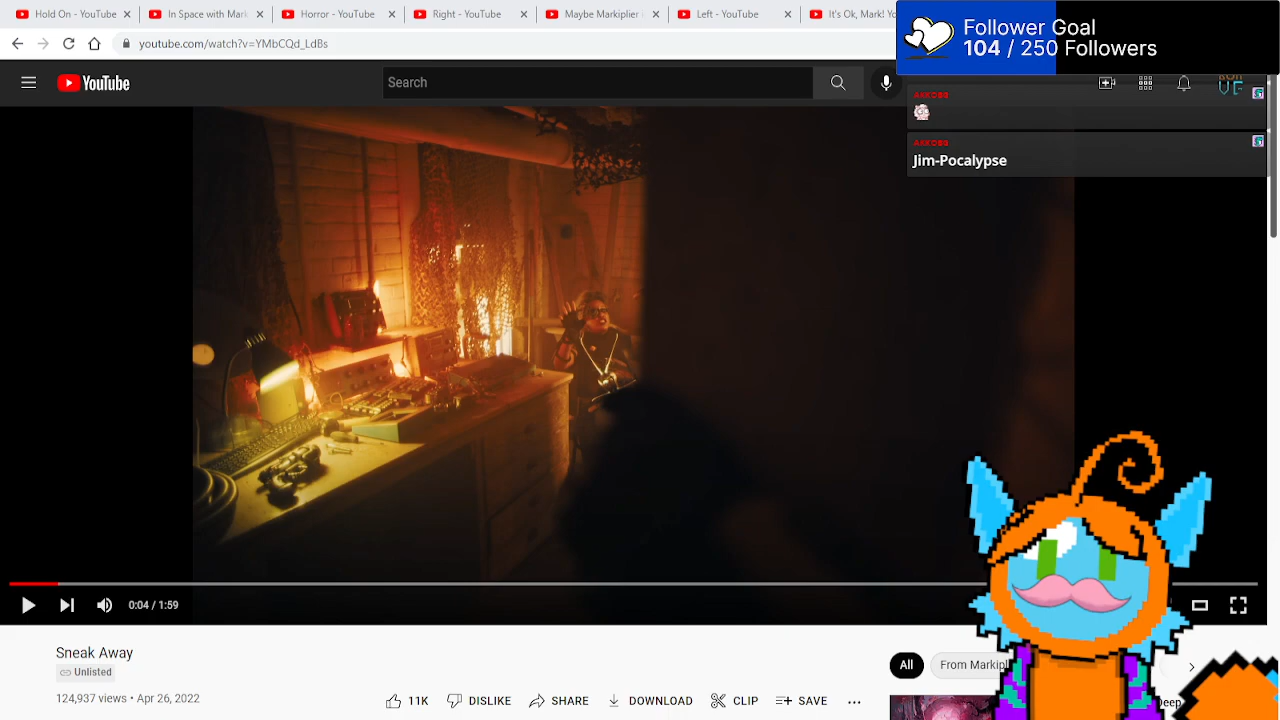 Hold On - YouTube
In Space with Mark
Horror - YouTube
Right - YouTube
Maybe Markiplier I
Left - YouTube
It's Ok, Mark! Yo
youtube.com/watch?v=YMbCQd_LdBs
Follower Goal
104 / 250 Followers
YouTube
Search
Jim-Pocalypse
0:04 / 1:59
Sneak Away
Unlisted
124,937 views • Apr 26, 2022
11K
DISLIKE
SHARE
DOWNLOAD
CLIP
SAVE
All
From Markipl
Deep